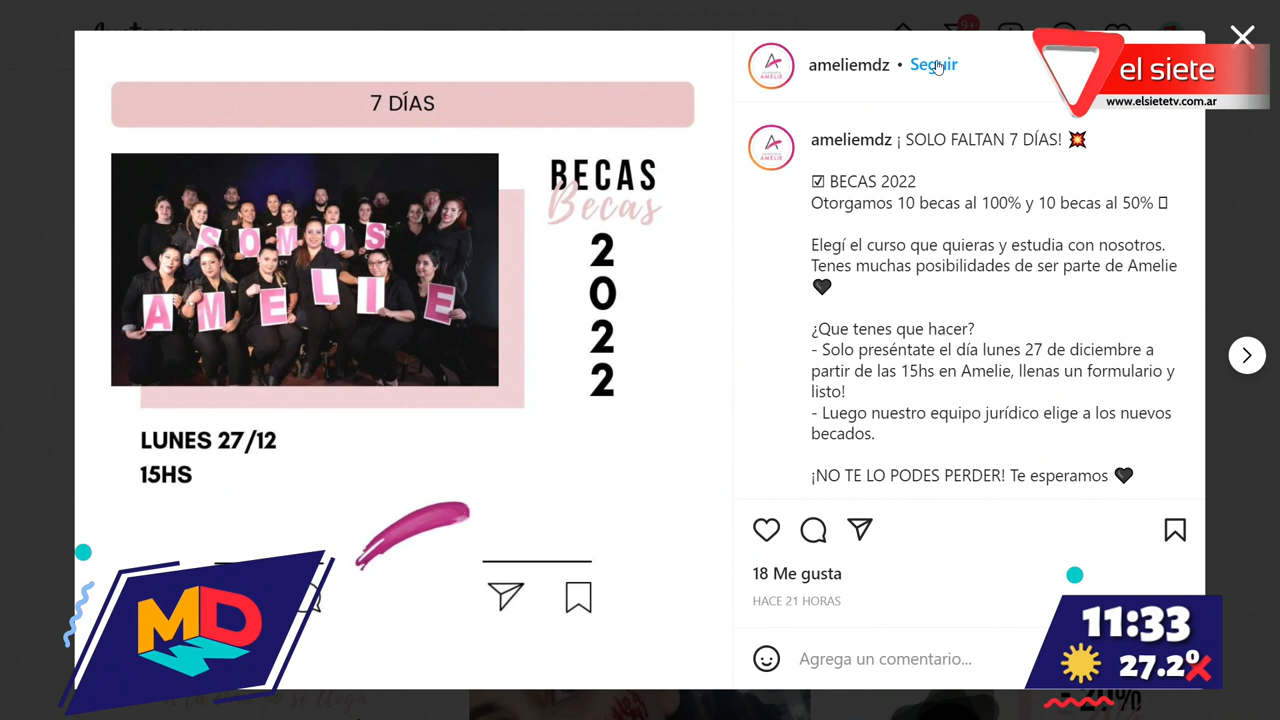 7 DÍAS
SOMOS
AMELIE
BECAS
Becas
2
0
2
2
LUNES 27/12
15HS
ameliemdz • Seguir
ameliemdz ¡ SOLO FALTAN 7 DÍAS!
☑ BECAS 2022
Otorgamos 10 becas al 100% y 10 becas al 50%
Elegí el curso que quieras y estudia con nosotros.
Tenes muchas posibilidades de ser parte de Amelie
¿Que tenes que hacer?
- Solo preséntate el día lunes 27 de diciembre a
partir de las 15hs en Amelie, llenas un formulario y
listo!
- Luego nuestro equipo jurídico elige a los nuevos
becados.
¡NO TE LO PODES PERDER! Te esperamos 🖤
18 Me gusta
HACE 21 HORAS
Agrega un comentario...
el siete
www.elsietetv.com.ar
MD
11:33
27.2º